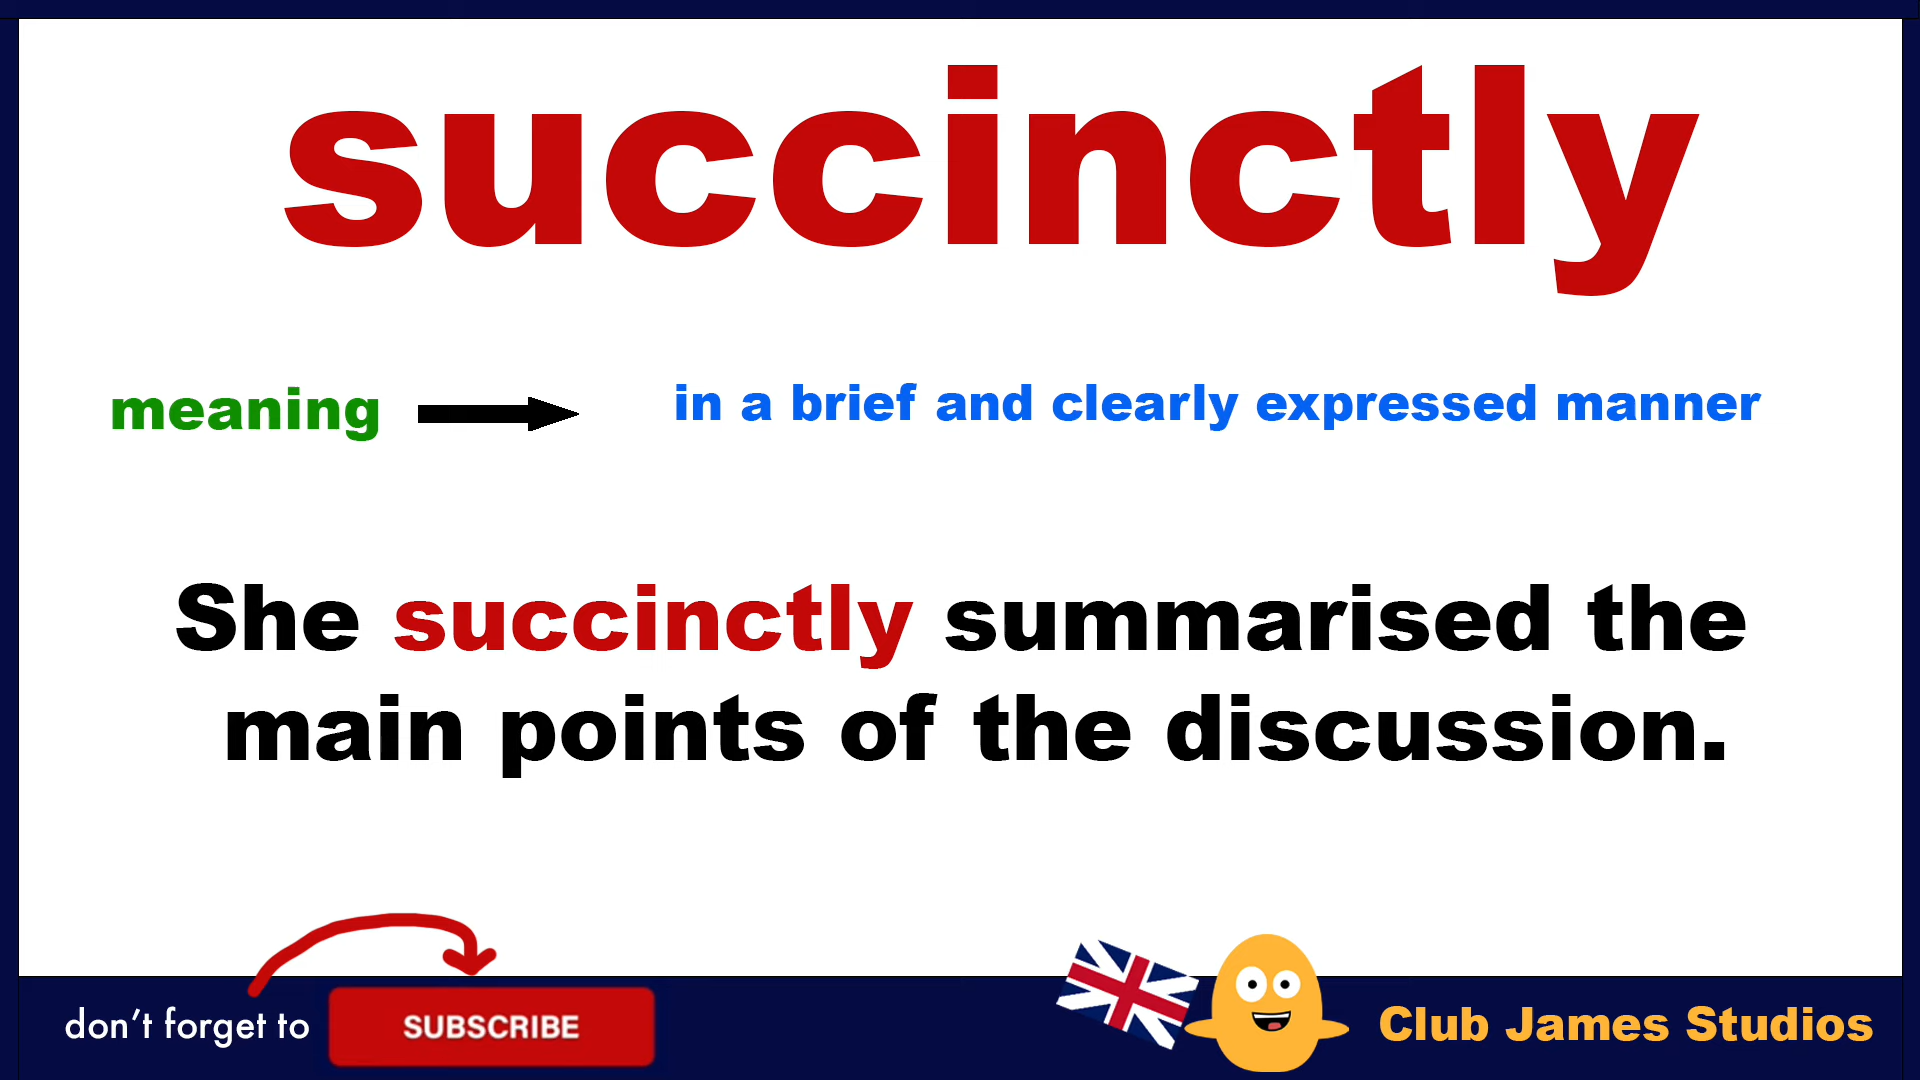 succinctly
meaning
in a brief and clearly expressed manner
She succinctly summarised the
main points of the discussion.
don't forget to
SUBSCRIBE
Club James Studios